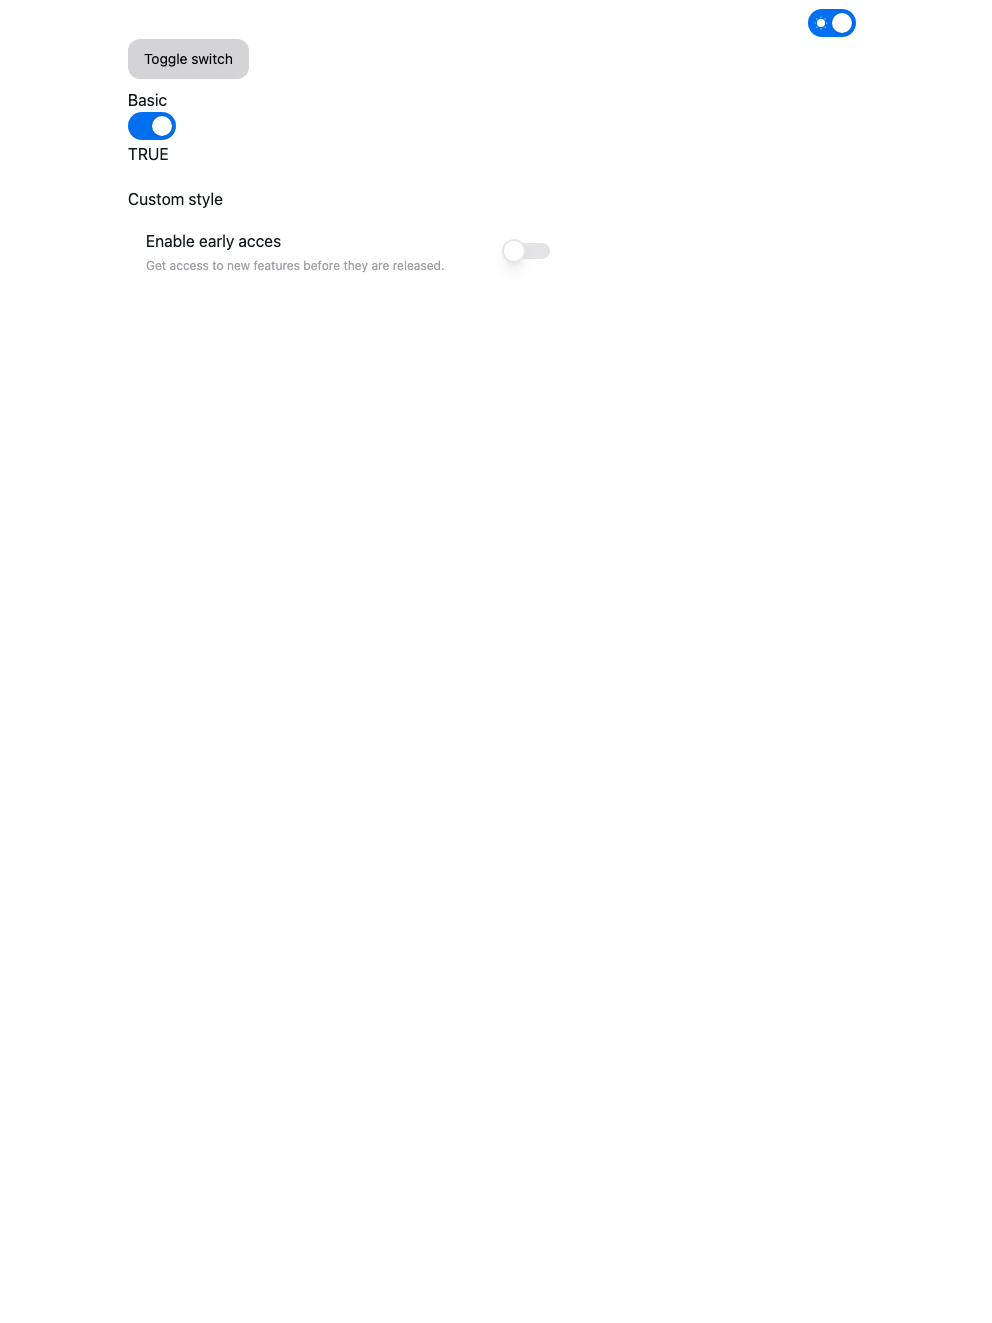 Toggle switch
Basic
TRUE
Custom style
Enable early acces
Get access to new features before they are released.